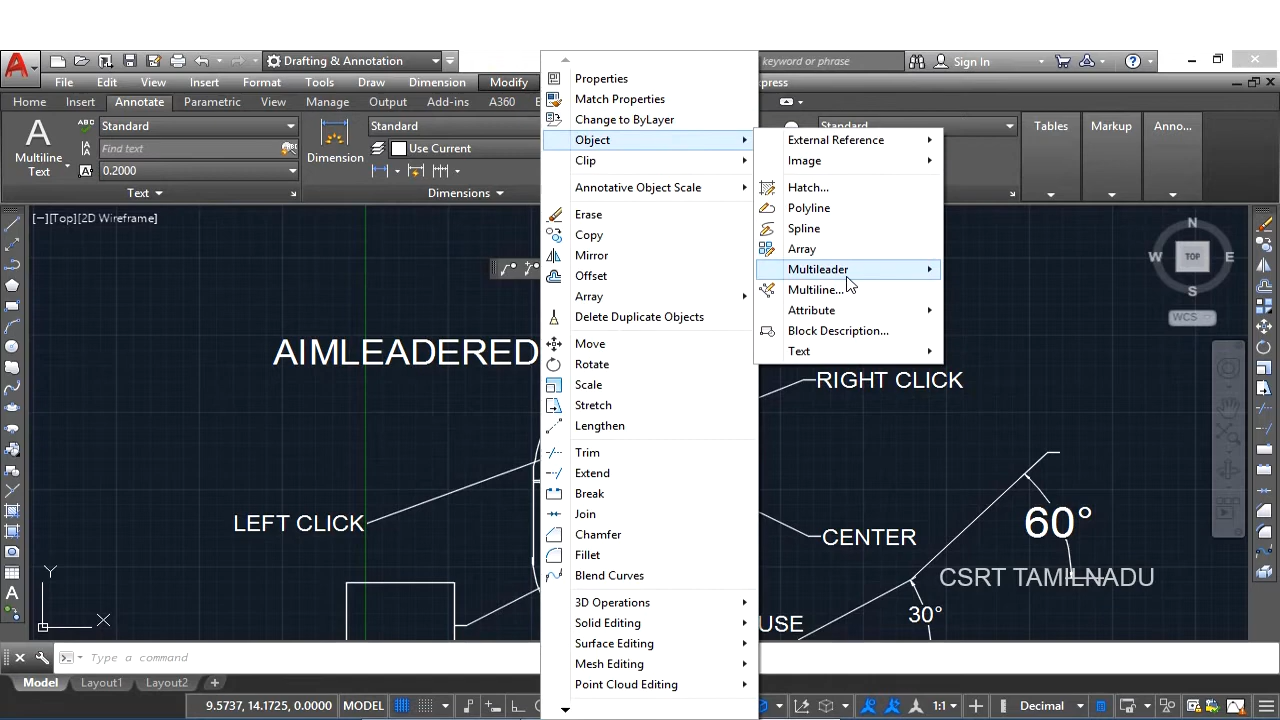 Drafting & Annotation
keyword or phrase
Sign In
File
Edit
View
Insert
Format
Tools
Draw
Dimension
Modify
press
Home
Insert
Annotate
Parametric
View
Manage
Output
Add-ins
A360
Multiline
Text
ABC
Standard
Find text
0.2000
Text
Dimension
Standard
Use Current
Dimensions
Standard
Tables
Markup
Anno...
Properties
Match Properties
Change to ByLayer
Object
Clip
Annotative Object Scale
Erase
Copy
Mirror
Offset
Array
Delete Duplicate Objects
Move
Rotate
Scale
Stretch
Lengthen
Trim
Extend
Break
Join
Chamfer
Fillet
Blend Curves
3D Operations
Solid Editing
Surface Editing
Mesh Editing
Point Cloud Editing
External Reference
Image
Hatch...
Polyline
Spline
Array
Multileader
Multiline...
Attribute
Block Description...
Text
[−][Top][2D Wireframe]
N
W
TOP
E
S
WCS
AIMLEADERED
RIGHT CLICK
LEFT CLICK
CENTER
60°
CSRT TAMILNADU
30°
USE
Y
X
Type a command
Model
Layout1
Layout2
9.5737, 14.1725, 0.0000
MODEL
1:1
Decimal